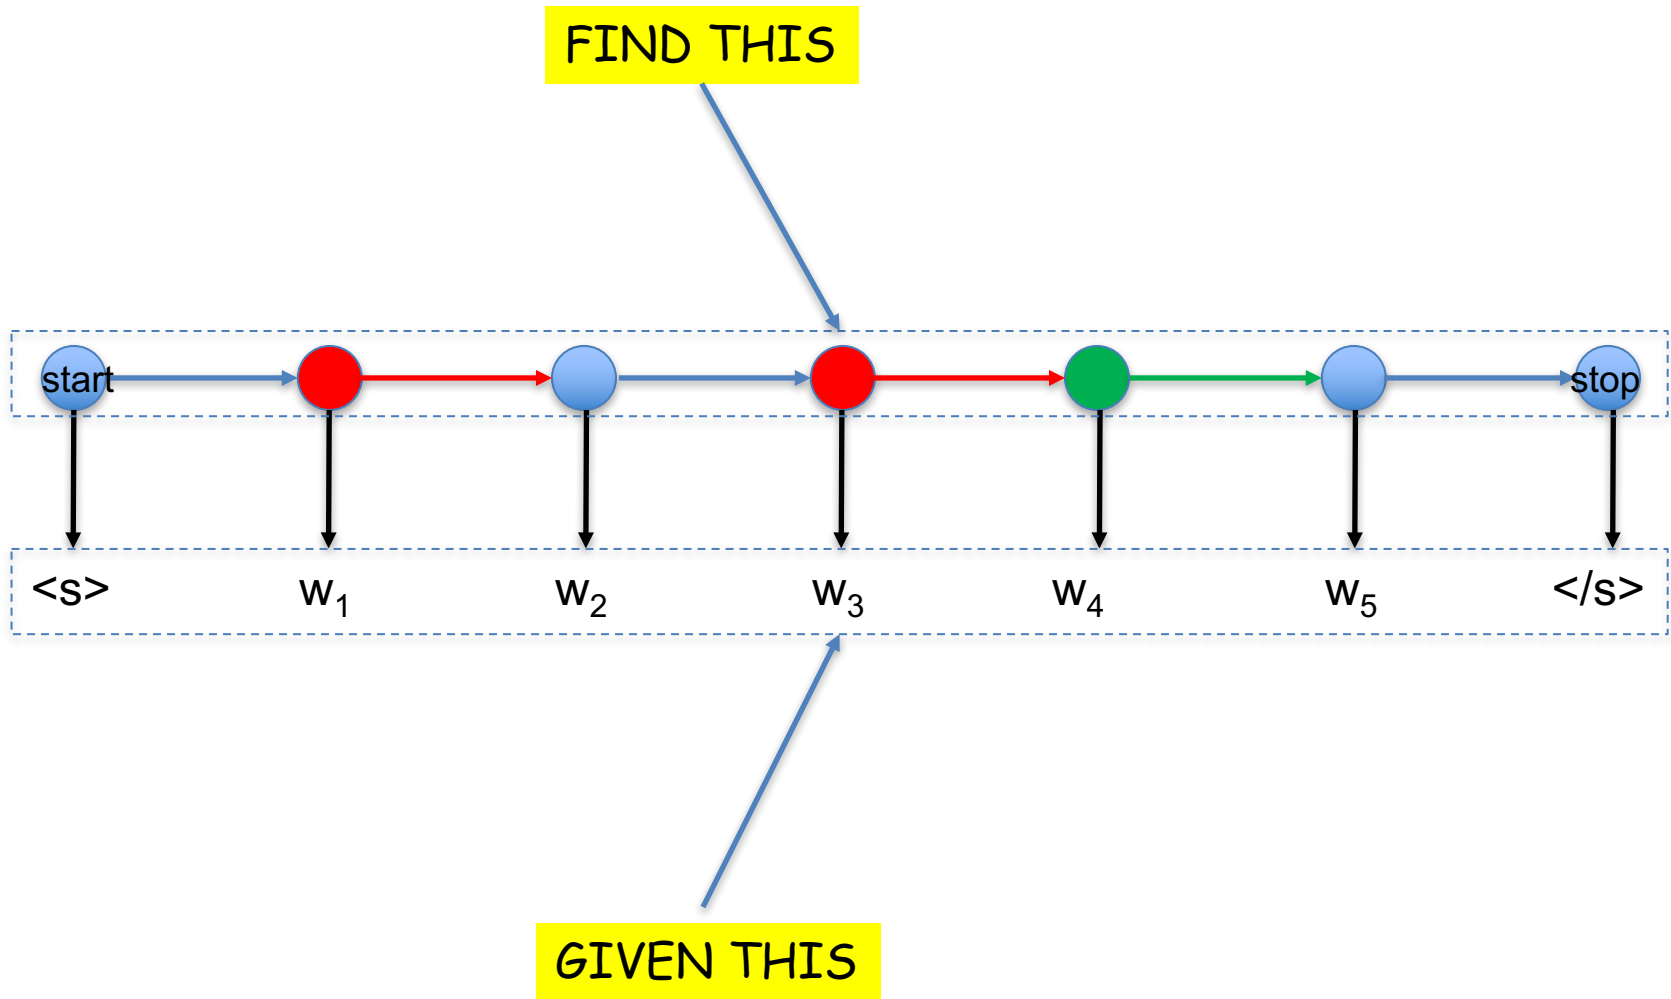 FIND THIS
start stop
<s> w₁ w₂ w₃ w₄ w₅ </s>
GIVEN THIS